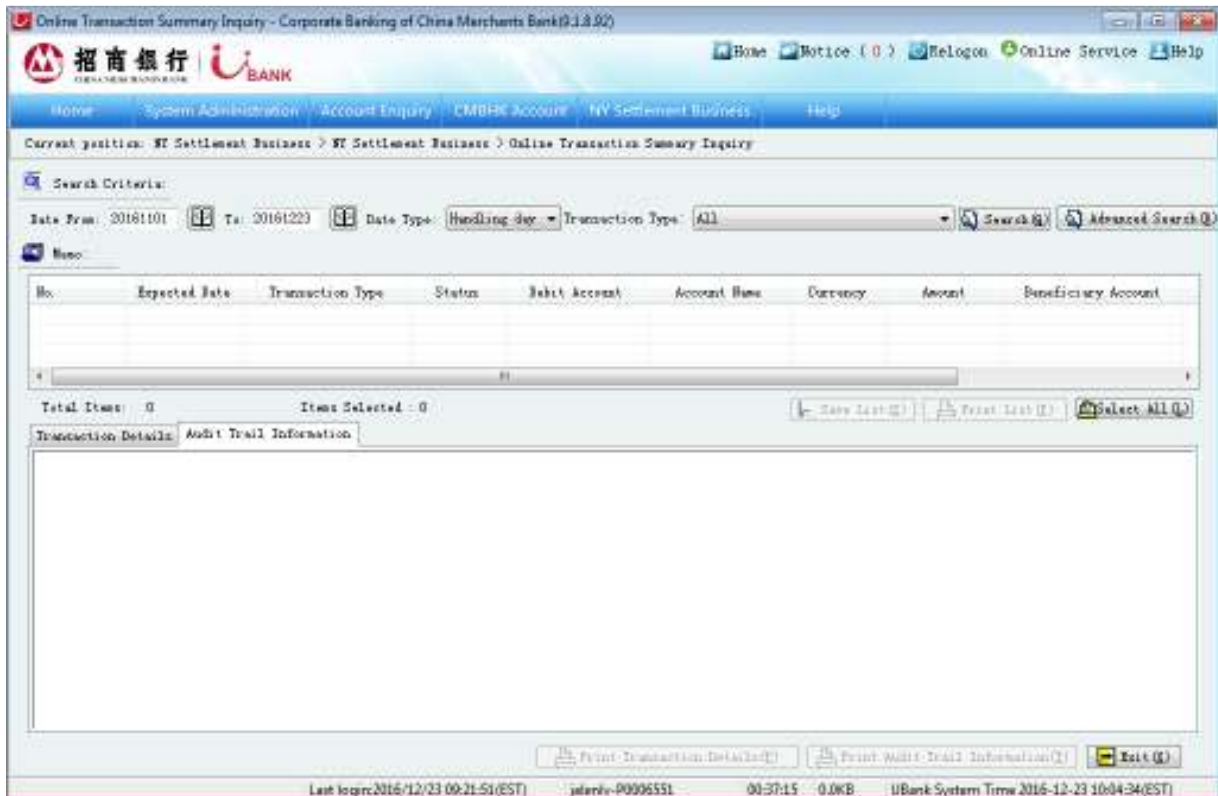 Online Transaction Summary Inquiry - Corporate Banking of China Merchants Bank(9.1.8.92)
招商银行 BANK
CHINA MERCHANTS BANK
Home Notice ( 0 ) Relogon Online Service Help
Home System Administration Account Enquiry CMBHK Account NY Settlement Business Help
Current position: NY Settlement Business > NY Settlement Business > Online Transaction Summary Inquiry
Search Criteria:
Date From: 20161101 To: 20161223 Date Type: Handling day Transaction Type: All Search(S) Advanced Search(Q)
Memo:
No. Expected Date Transaction Type Status Debit Account Account Name Currency Amount Beneficiary Account
Total Items: 0 Items Selected : 0 Save List Print List Select All(L)
Transaction Details Audit Trail Information
Print Transaction Details Print Audit Trail Information(T) Exit(X)
Last login:2016/12/23 09:21:51(EST) 00:37:15 0.0KB UBank System Time 2016-12-23 10:04:34(EST)